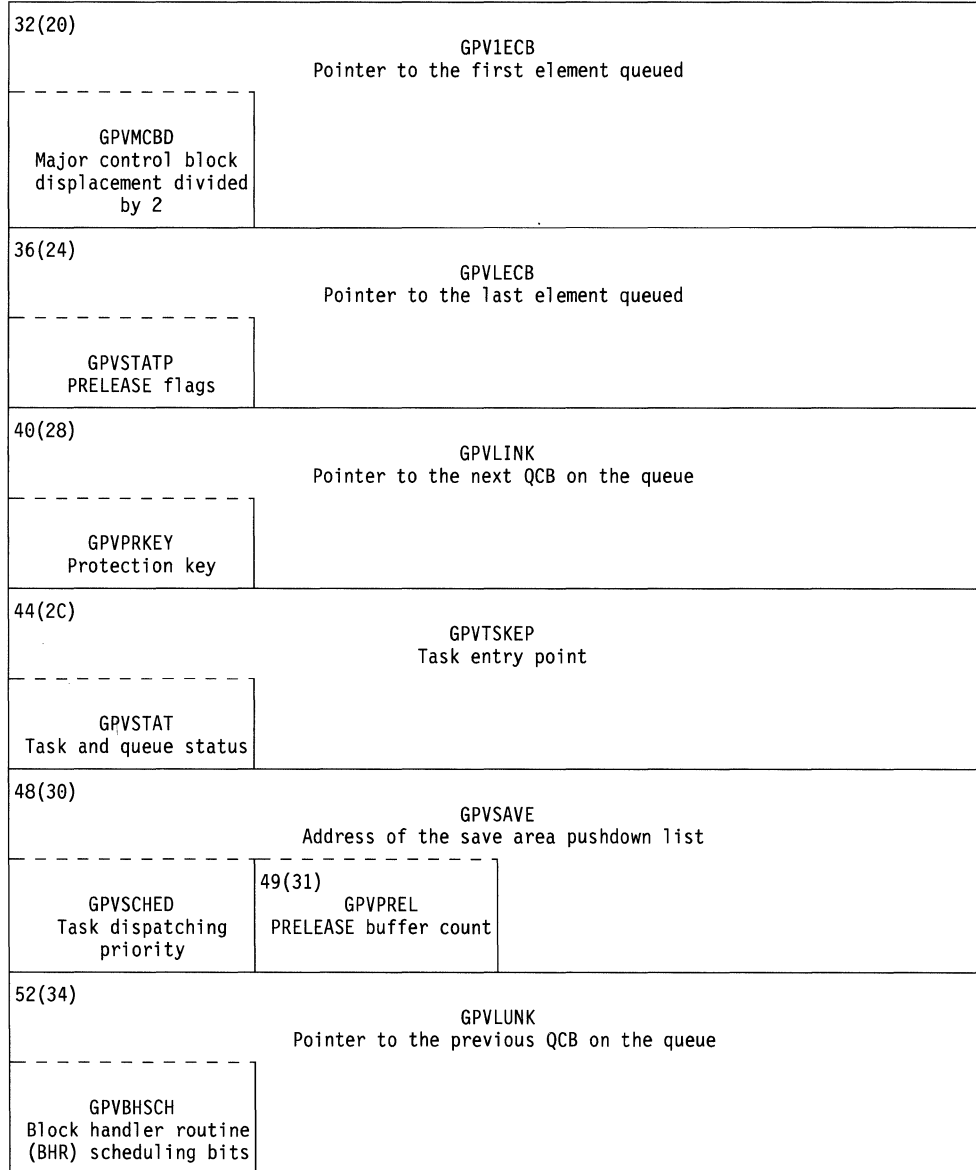 32(20)
GPV1ECB
Pointer to the first element queued
GPVMCBD
Major control block
displacement divided
by 2
36(24)
GPVLECB
Pointer to the last element queued
GPVSTATP
PRELEASE flags
40(28)
GPVLINK
Pointer to the next QCB on the queue
GPVPRKEY
Protection key
44(2C)
GPVTSKEP
Task entry point
GPVSTAT
Task and queue status
48(30)
GPVSAVE
Address of the save area pushdown list
GPVSCHED
Task dispatching
priority
49(31)
GPVPREL
PRELEASE buffer count
52(34)
GPVLUNK
Pointer to the previous QCB on the queue
GPVBHSCH
Block handler routine
(BHR) scheduling bits